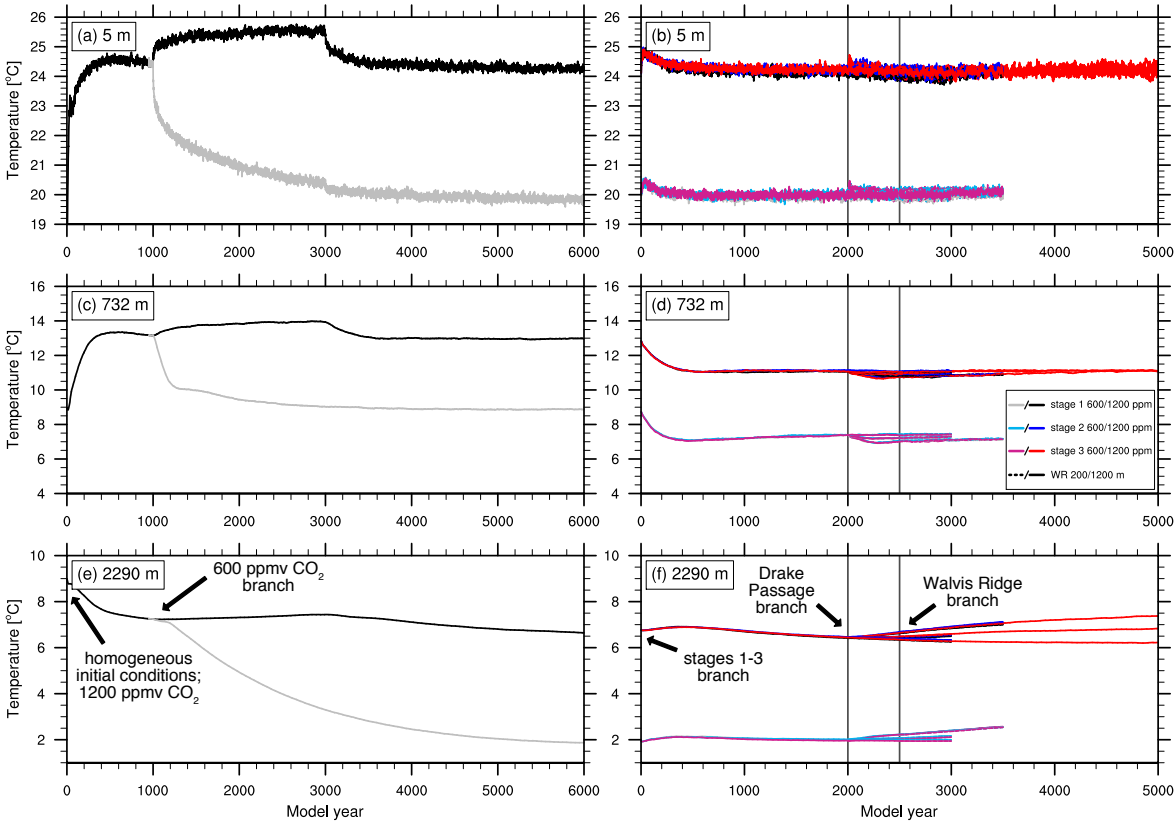 (a) 5 m
(b) 5 m
26
25
24
23
22
21
20
19
Temperature [°C]
0 1000 2000 3000 4000 5000 6000
26
25
24
23
22
21
20
19
0 1000 2000 3000 4000 5000
(c) 732 m
(d) 732 m
16
14
12
10
8
6
4
Temperature [°C]
0 1000 2000 3000 4000 5000 6000
16
14
12
10
8
6
4
0 1000 2000 3000 4000 5000
stage 1 600/1200 ppm
stage 2 600/1200 ppm
stage 3 600/1200 ppm
WR 200/1200 m
(e) 2290 m
600 ppmv CO₂
branch
homogeneous
initial conditions;
1200 ppmv CO₂
10
8
6
4
2
Temperature [°C]
0 1000 2000 3000 4000 5000 6000
Model year
(f) 2290 m
Drake
Passage
branch
Walvis Ridge
branch
stages 1-3
branch
10
8
6
4
2
0 1000 2000 3000 4000 5000
Model year